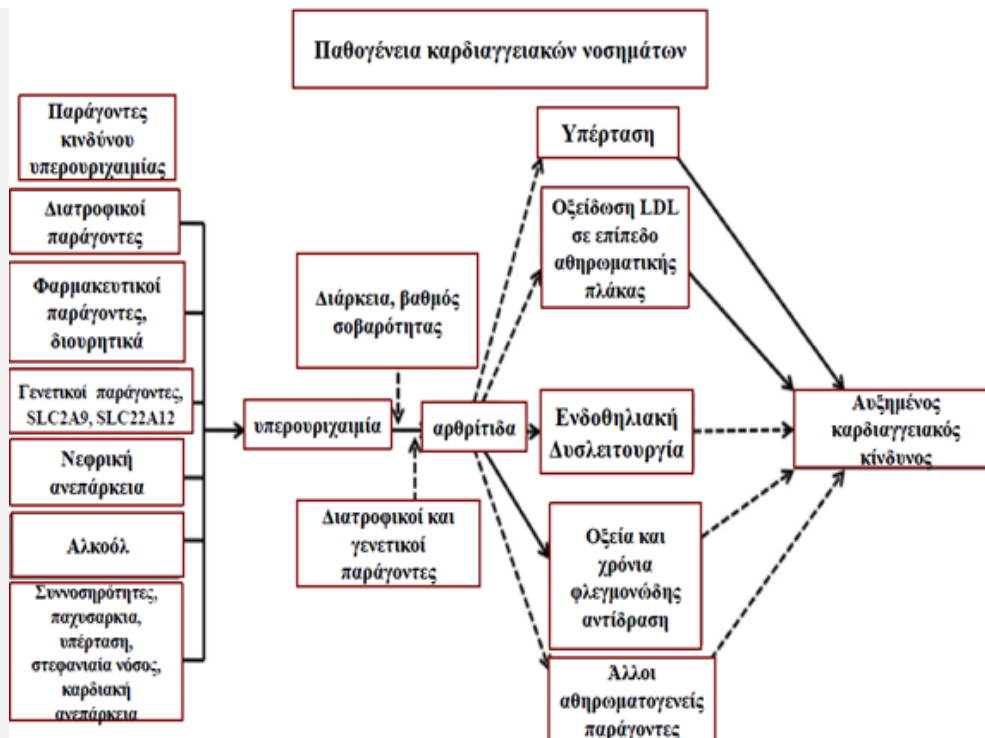 Παθογένεια καρδιαγγειακών νοσημάτων
Παράγοντες
κινδύνου
υπερουριχαιμίας
Διατροφικοί
παράγοντες
Φαρμακευτικοί
παράγοντες,
διουρητικά
Γενετικοί παράγοντες,
SLC2A9, SLC22A12
Νεφρική
ανεπάρκεια
Αλκοόλ
Συννοσηρότητες,
παχυσαρκια,
υπέρταση,
στεφανιαία νόσος,
καρδιακή
ανεπάρκεια
υπερουριχαιμία
Διάρκεια, βαθμός
σοβαρότητας
Διατροφικοί και
γενετικοί
παράγοντες
αρθρίτιδα
Υπέρταση
Οξείδωση LDL
σε επίπεδο
αθηρωματικής
πλάκας
Ενδοθηλιακή
Δυσλειτουργία
Οξεία και
χρόνια
φλεγμονώδης
αντίδραση
Άλλοι
αθηρωματογενείς
παράγοντες
Αυξημένος
καρδιαγγειακός
κίνδυνος